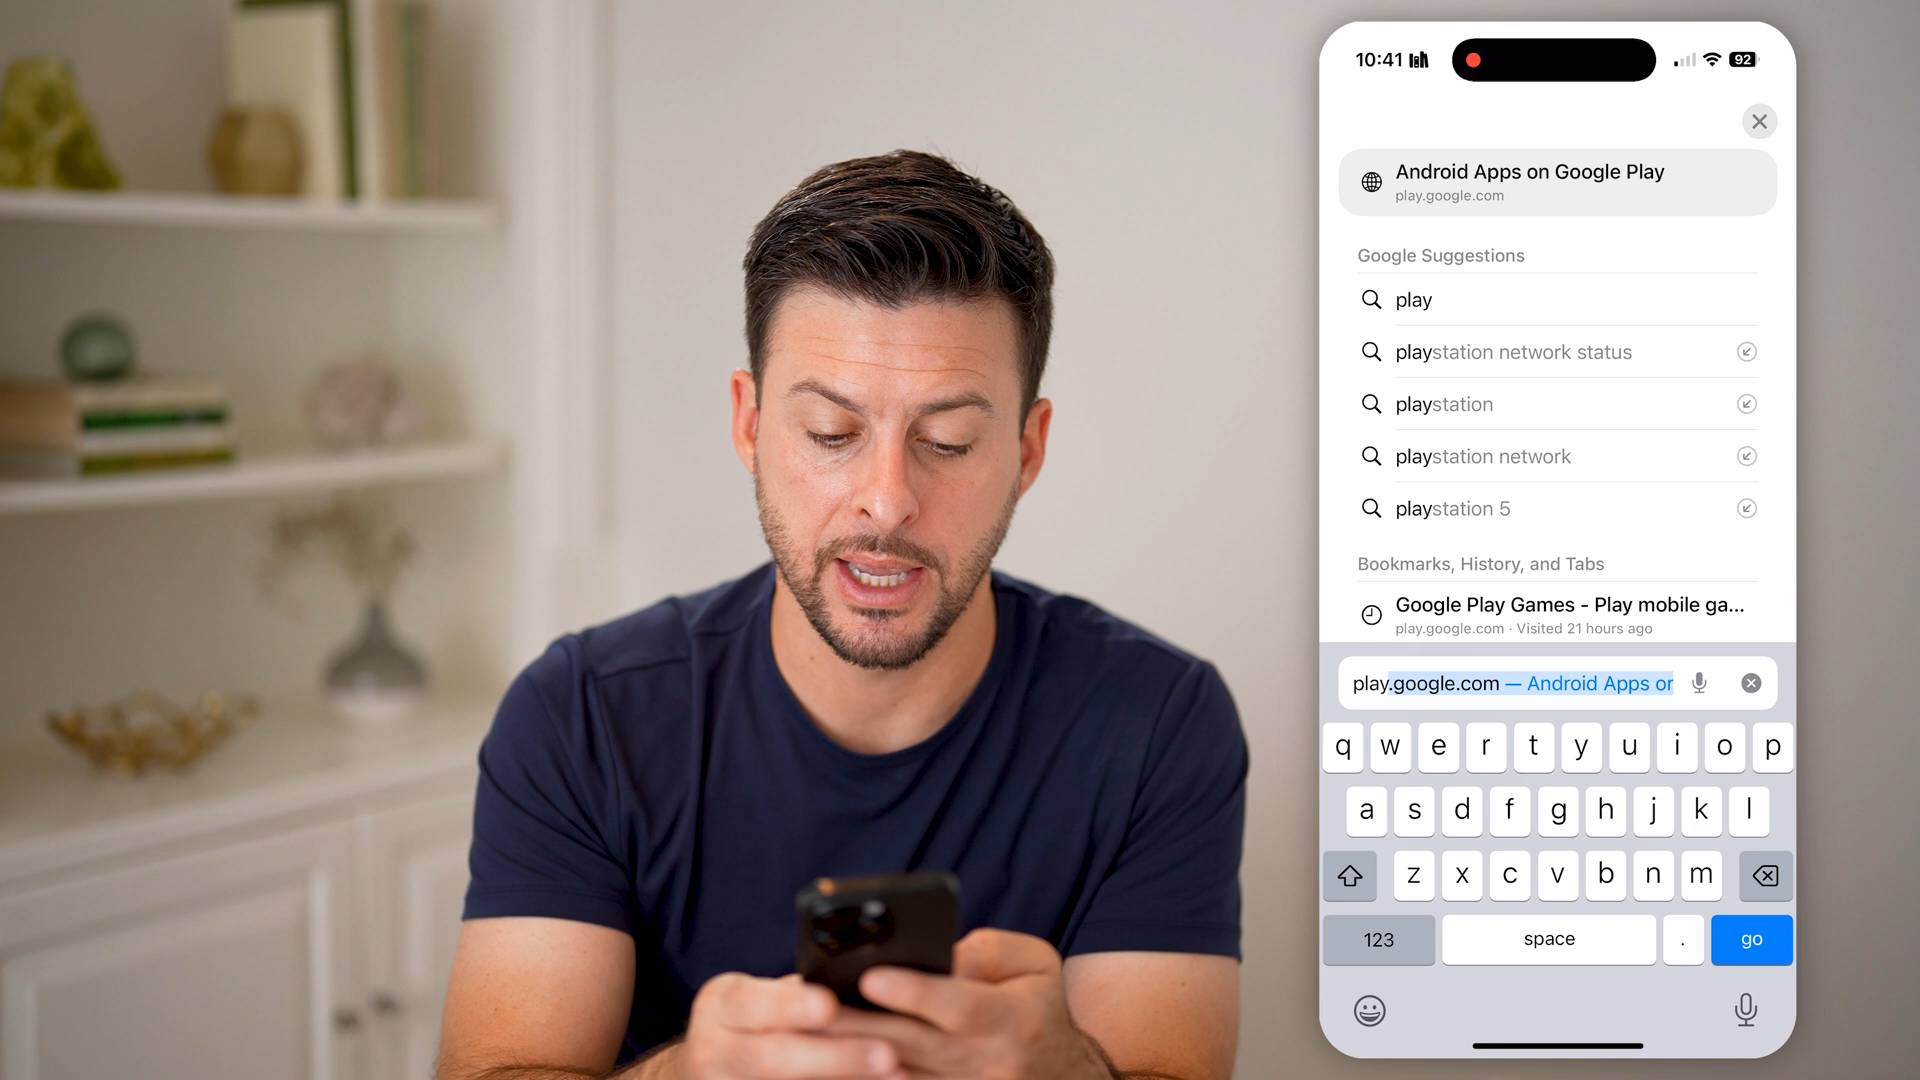 10:41
92
Android Apps on Google Play
play.google.com
Google Suggestions
play
playstation network status
playstation
playstation network
playstation 5
Bookmarks, History, and Tabs
Google Play Games - Play mobile ga...
play.google.com · Visited 21 hours ago
play.google.com — Android Apps or
q w e r t y u i o p
a s d f g h j k l
z x c v b n m
123 space . go